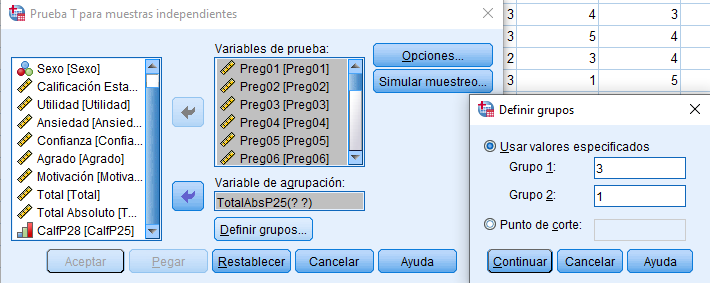 Prueba T para muestras independientes
Variables de prueba:
Sexo [Sexo]
Calificación Esta...
Utilidad [Utilidad]
Ansiedad [Ansied...
Confianza [Confia...
Agrado [Agrado]
Motivación [Motiva...
Total [Total]
Total Absoluto [T...
CalfP28 [CalfP25]
Preg01 [Preg01]
Preg02 [Preg02]
Preg03 [Preg03]
Preg04 [Preg04]
Preg05 [Preg05]
Preg06 [Preg06]
Opciones...
Simular muestreo...
Variable de agrupación:
TotalAbsP25(? ?)
Definir grupos...
Aceptar
Pegar
Restablecer
Cancelar
Ayuda
3 4 3
3 5 4
2 3 4
3 1 5
Definir grupos
Usar valores especificados
Grupo 1: 3
Grupo 2: 1
Punto de corte:
Continuar
Cancelar
Ayuda